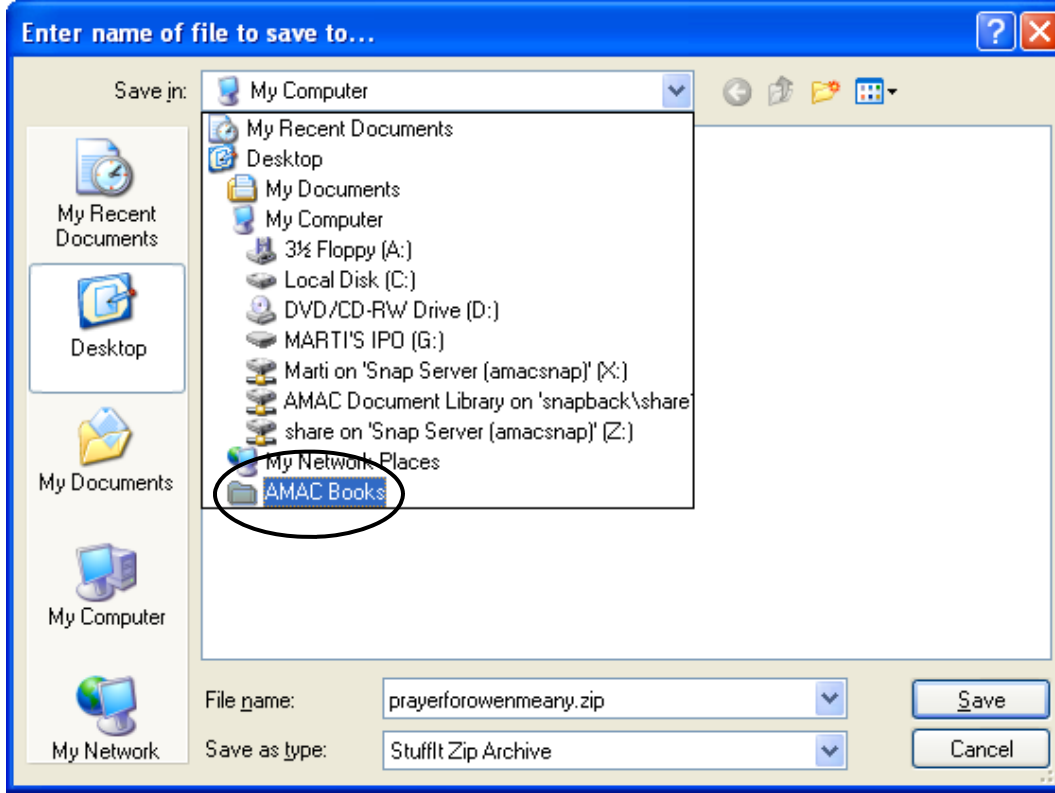 Enter name of file to save to...
Save in:
My Computer
My Recent Documents
Desktop
My Documents
My Computer
3½ Floppy (A:)
Local Disk (C:)
DVD/CD-RW Drive (D:)
MARTI'S IPO (G:)
Marti on 'Snap Server (amacsnap)' (X:)
AMAC Document Library on 'snapback\share'
share on 'Snap Server (amacsnap)' (Z:)
My Network Places
AMAC Books
My Recent
Documents
Desktop
My Documents
My Computer
My Network
File name:
prayerforowenmeany.zip
Save
Save as type:
StuffIt Zip Archive
Cancel